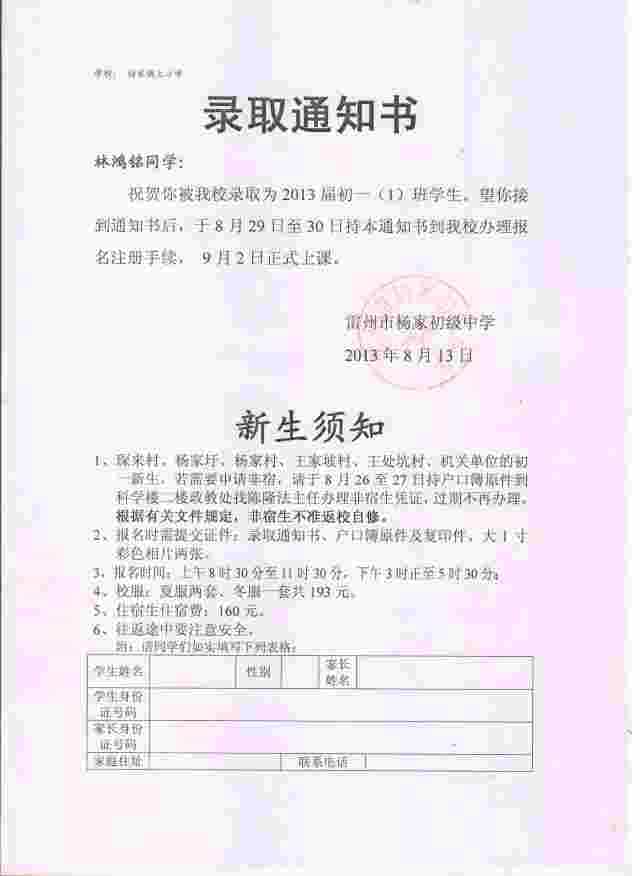 学校：
录取通知书
林鸿铭同学：
祝贺你被我校录取为 2013 届初一（1）班学生。望你接
到通知书后，于 8 月 29 日至 30 日持本通知书到我校办理报
名注册手续， 9 月 2 日正式上课。
雷州市杨家初级中学
2013 年 8 月 13 日
新生须知
1、琛来村、杨家圩、杨家村、王家坡村、王处坑村、机关单位的初
一新生，若需要申请非宿，请于 8 月 26 至 27 日持户口簿原件到
科学楼二楼政教处找陈隆法主任办理非宿生凭证，过期不再办理。
根据有关文件规定，非宿生不准返校自修。
2、报名时需提交证件：录取通知书、户口簿原件及复印件、大 1 寸
彩色相片两张。
3、报名时间：上午 8 时 30 分至 11 时 30 分，下午 3 时正至 5 时 30 分；
4、校服：夏服两套、冬服一套共 193 元。
5、住宿生住宿费：160 元。
6、往返途中要注意安全。
附：请同学们如实填写下列表格：
学生姓名 性别 家长
姓名
学生身份
证号码
家长身份
证号码
家庭住址 联系电话